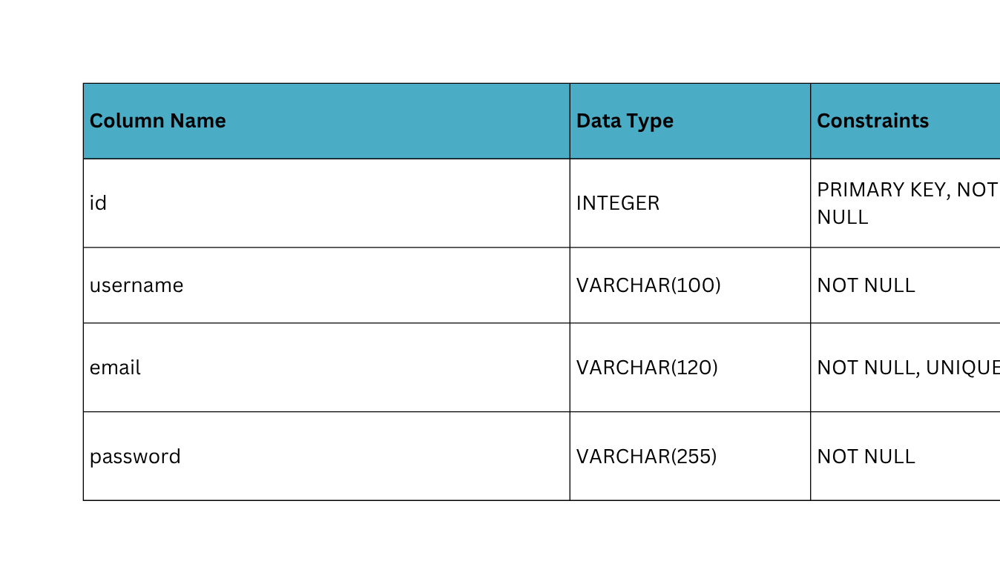 Column Name Data Type Constraints
id INTEGER PRIMARY KEY, NOT
NULL
username VARCHAR(100) NOT NULL
email VARCHAR(120) NOT NULL, UNIQUE
password VARCHAR(255) NOT NULL